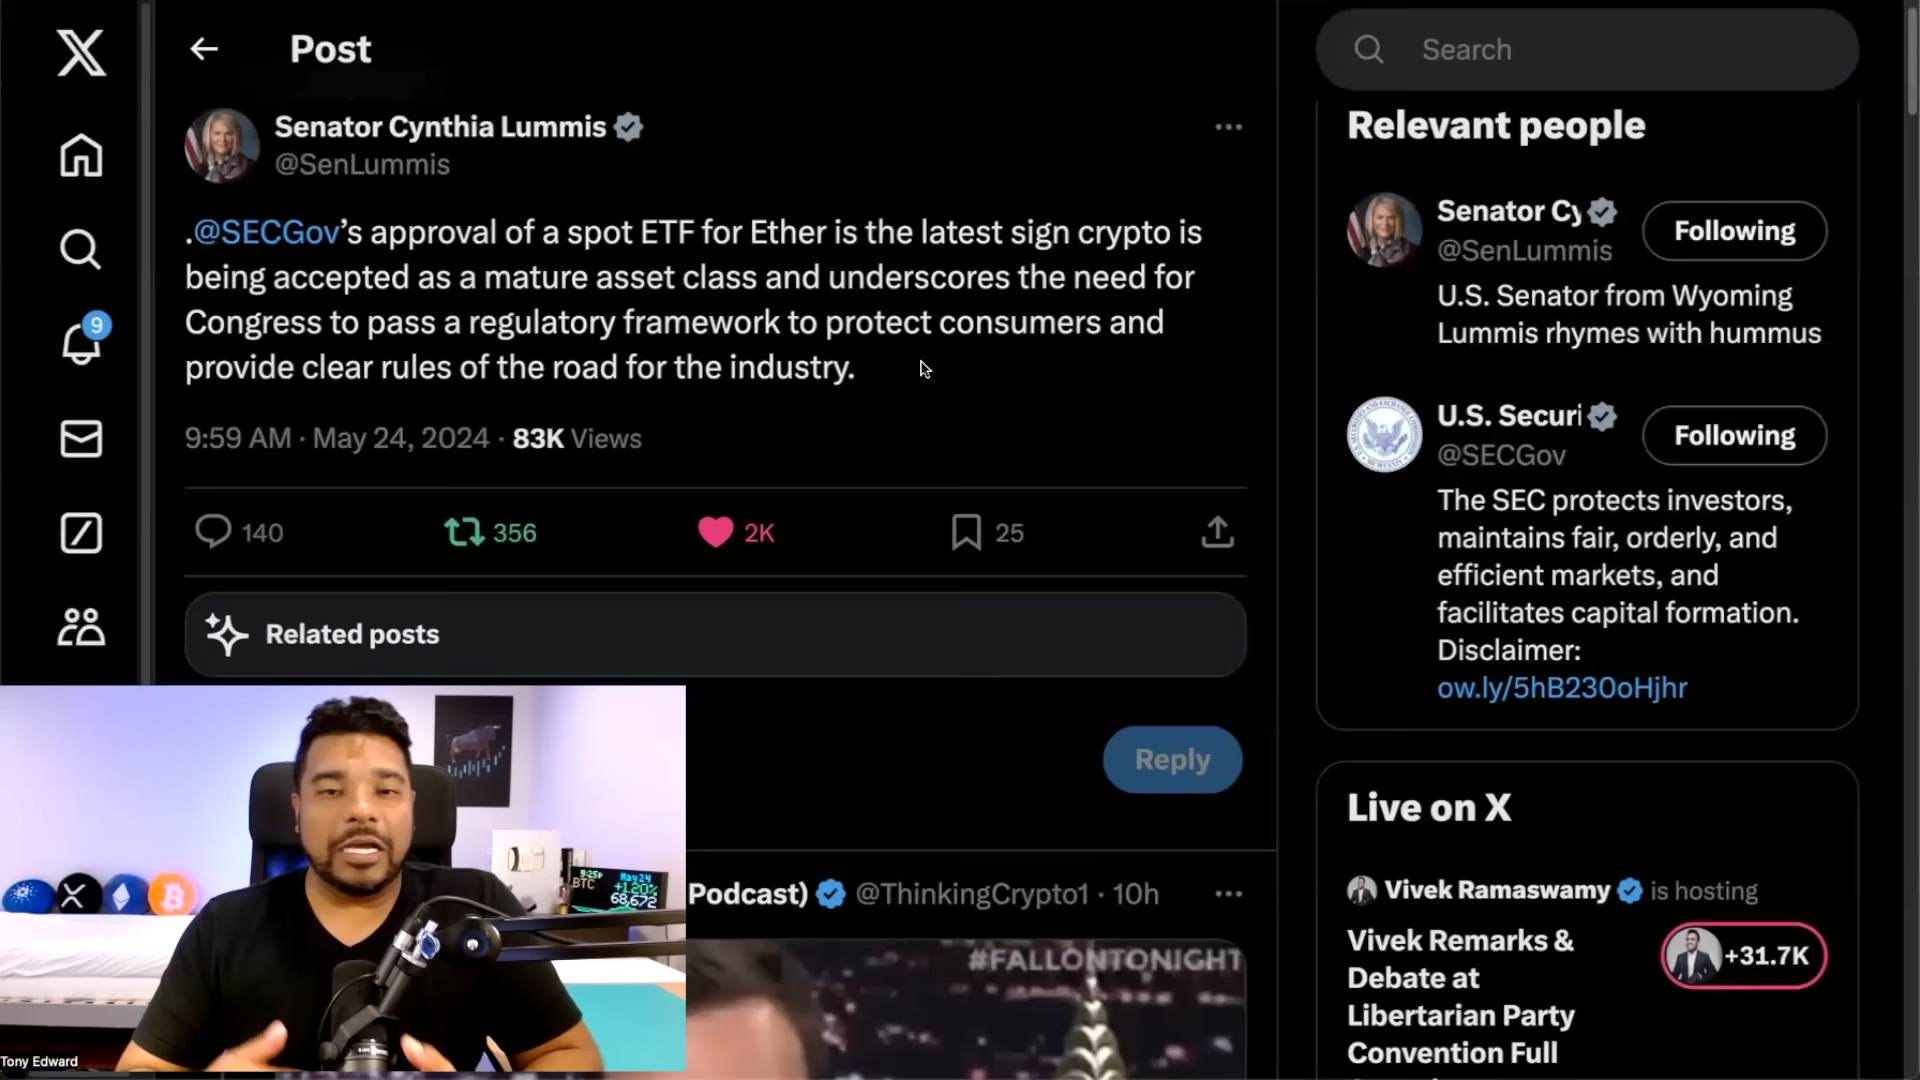 Post
Search
Senator Cynthia Lummis
@SenLummis
.@SECGov’s approval of a spot ETF for Ether is the latest sign crypto is
being accepted as a mature asset class and underscores the need for
Congress to pass a regulatory framework to protect consumers and
provide clear rules of the road for the industry.
9:59 AM · May 24, 2024 · 83K Views
140
356
2K
25
Related posts
Reply
Podcast) @ThinkingCrypto1 · 10h
#FALLONTONIGHT
9
Relevant people
Senator Cy
@SenLummis
Following
U.S. Senator from Wyoming
Lummis rhymes with hummus
U.S. Securi
@SECGov
Following
The SEC protects investors,
maintains fair, orderly, and
efficient markets, and
facilitates capital formation.
Disclaimer:
ow.ly/5hB230oHjhr
Live on X
Vivek Ramaswamy is hosting
Vivek Remarks &
Debate at
Libertarian Party
Convention Full
+31.7K
9:25p May24
BTC +1.20%
68,672
Tony Edward